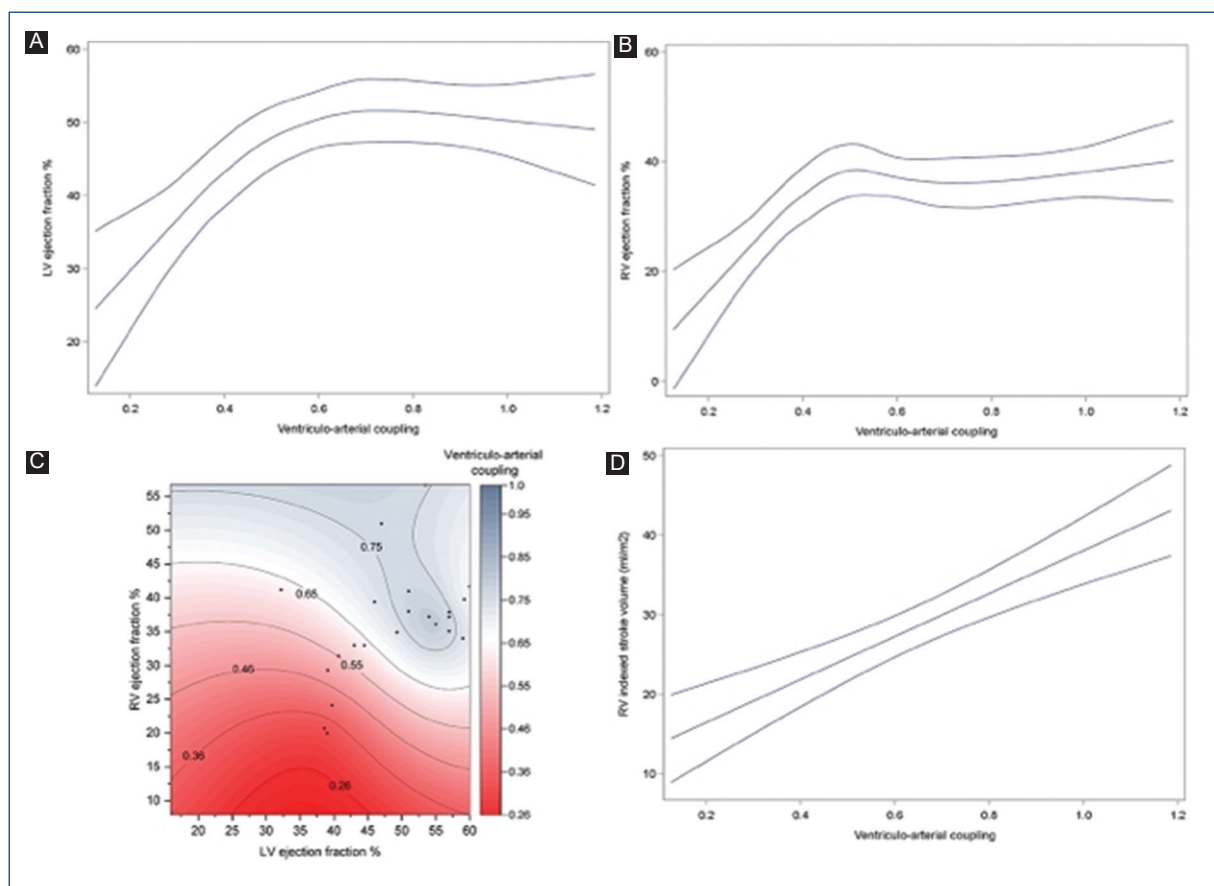 A
60
50
40
30
20
LV ejection fraction %
0.2 0.4 0.6 0.8 1.0 1.2
Ventriculo-arterial coupling
B
60
40
20
0
RV ejection fraction %
0.2 0.4 0.6 0.8 1.0 1.2
Ventriculo-arterial coupling
C
Ventriculo-arterial
coupling
55
50
45
40
35
30
25
20
15
10
RV ejection fraction %
0.75
0.65
0.55
0.46
0.36
0.26
20 25 30 35 40 45 50 55 60
LV ejection fraction %
1.0
0.95
0.85
0.75
0.65
0.55
0.46
0.36
0.26
D
50
40
30
20
10
RV indexed stroke volume (ml/m2)
0.2 0.4 0.6 0.8 1.0 1.2
Ventriculo-arterial coupling